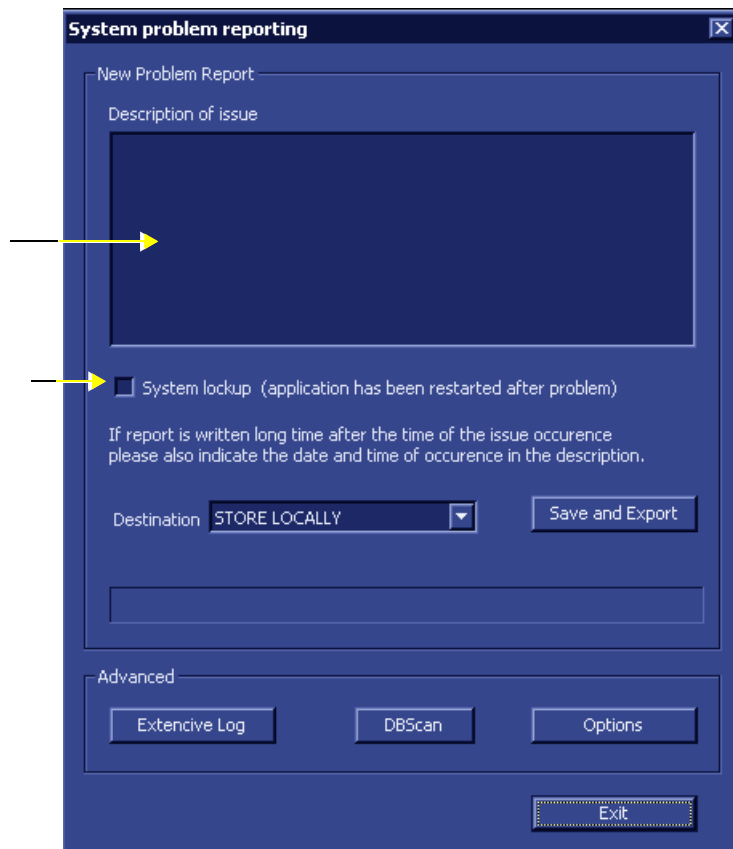 System problem reporting
New Problem Report
Description of issue
System lockup (application has been restarted after problem)
If report is written long time after the time of the issue occurence
please also indicate the date and time of occurence in the description.
Destination STORE LOCALLY Save and Export
Advanced
Extencive Log DBScan Options
Exit